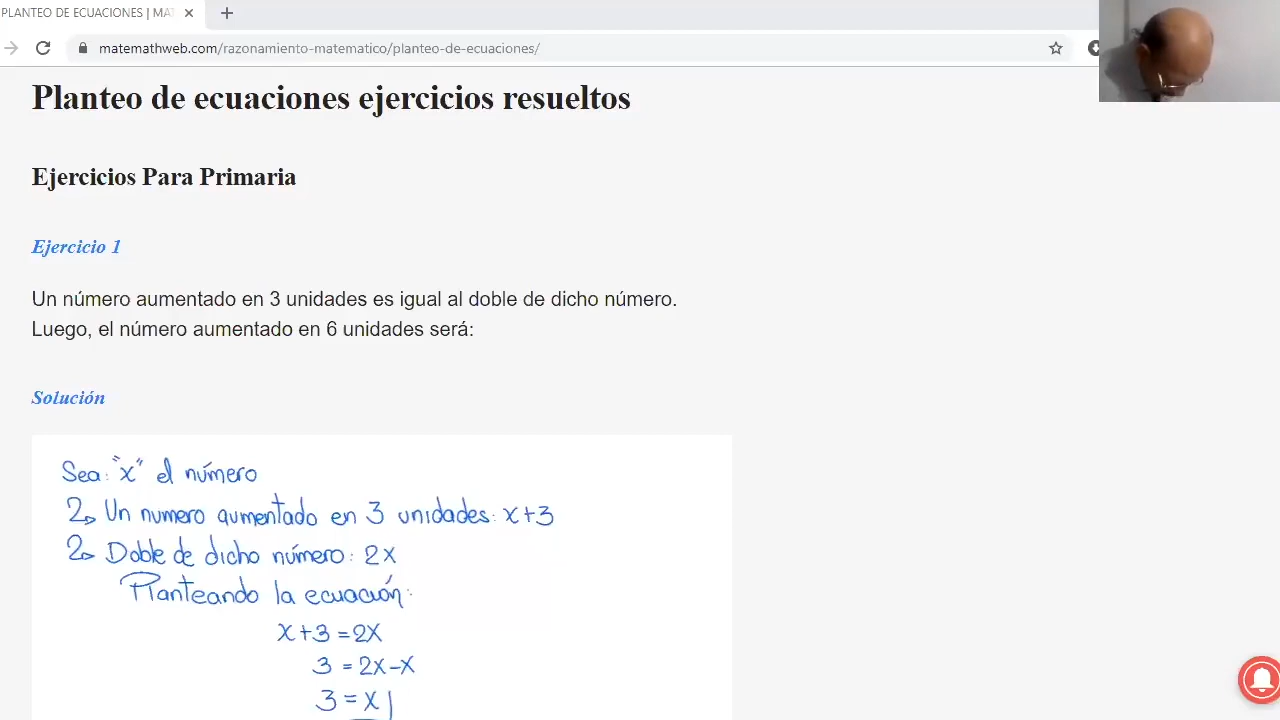 PLANTEO DE ECUACIONES | MA
matemathweb.com/razonamiento-matematico/planteo-de-ecuaciones/
Planteo de ecuaciones ejercicios resueltos
Ejercicios Para Primaria
Ejercicio 1
Un número aumentado en 3 unidades es igual al doble de dicho número.
Luego, el número aumentado en 6 unidades será:
Solución
Sea: "x" el número
2▹ Un numero aumentado en 3 unidades: x+3
2▹ Doble de dicho número: 2x
Planteando la ecuación:
x+3 = 2x
3 = 2x-x
3 = x